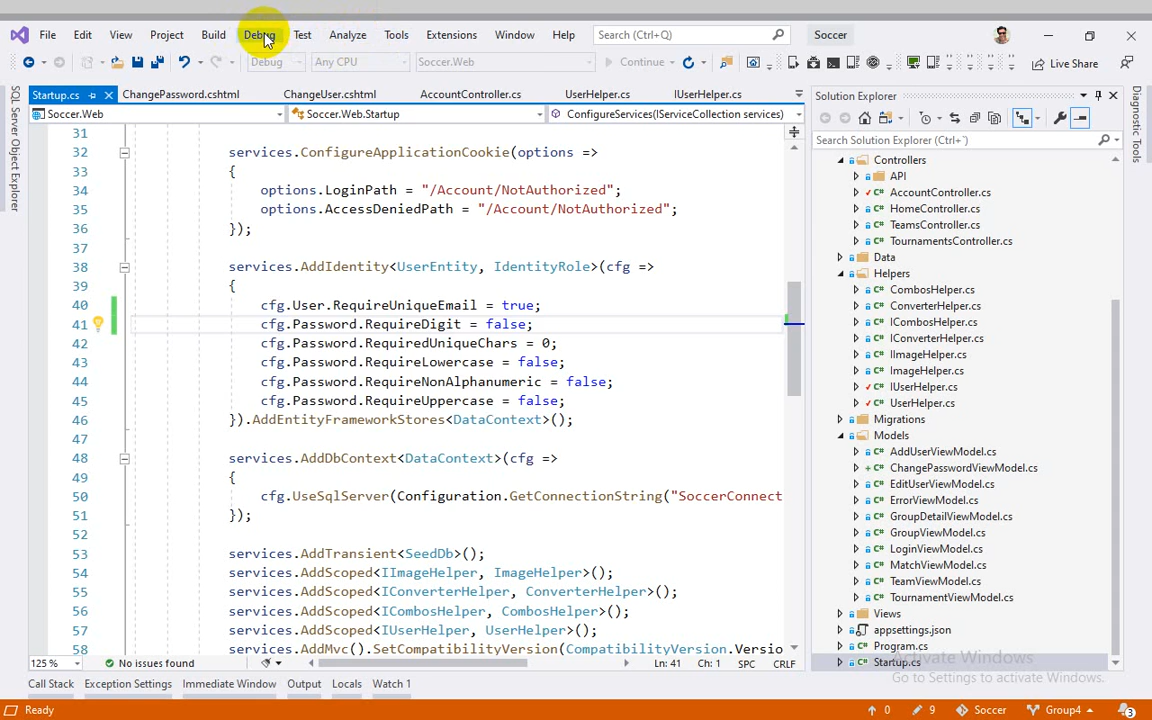 File Edit View Project Build Debug Test Analyze Tools Extensions Window Help Search (Ctrl+Q) Soccer
Debug Any CPU Soccer.Web Continue Live Share
Startup.cs ChangePassword.cshtml ChangeUser.cshtml AccountController.cs UserHelper.cs IUserHelper.cs
Soccer.Web Soccer.Web.Startup ConfigureServices(IServiceCollection services)
SQL Server Object Explorer
31
32 services.ConfigureApplicationCookie(options =>
33 {
34 options.LoginPath = "/Account/NotAuthorized";
35 options.AccessDeniedPath = "/Account/NotAuthorized";
36 });
37
38 services.AddIdentity<UserEntity, IdentityRole>(cfg =>
39 {
40 cfg.User.RequireUniqueEmail = true;
41 cfg.Password.RequireDigit = false;
42 cfg.Password.RequiredUniqueChars = 0;
43 cfg.Password.RequireLowercase = false;
44 cfg.Password.RequireNonAlphanumeric = false;
45 cfg.Password.RequireUppercase = false;
46 }).AddEntityFrameworkStores<DataContext>();
47
48 services.AddDbContext<DataContext>(cfg =>
49 {
50 cfg.UseSqlServer(Configuration.GetConnectionString("SoccerConnect
51 });
52
53 services.AddTransient<SeedDb>();
54 services.AddScoped<IImageHelper, ImageHelper>();
55 services.AddScoped<IConverterHelper, ConverterHelper>();
56 services.AddScoped<ICombosHelper, CombosHelper>();
57 services.AddScoped<IUserHelper, UserHelper>();
58 services.AddMvc().SetCompatibilityVersion(CompatibilityVersion.Versio
125 % No issues found Ln: 41 Ch: 1 SPC CRLF
Solution Explorer
Search Solution Explorer (Ctrl+´)
Controllers
API
AccountController.cs
HomeController.cs
TeamsController.cs
TournamentsController.cs
Data
Helpers
CombosHelper.cs
ConverterHelper.cs
ICombosHelper.cs
IConverterHelper.cs
IImageHelper.cs
ImageHelper.cs
IUserHelper.cs
UserHelper.cs
Migrations
Models
AddUserViewModel.cs
ChangePasswordViewModel.cs
EditUserViewModel.cs
ErrorViewModel.cs
GroupDetailViewModel.cs
GroupViewModel.cs
LoginViewModel.cs
MatchViewModel.cs
TeamViewModel.cs
TournamentViewModel.cs
Views
appsettings.json
Program.cs
Startup.cs
Activate Windows
Go to Settings to activate Windows.
Diagnostic Tools
Call Stack Exception Settings Immediate Window Output Locals Watch 1
Ready 0 9 Soccer Group4 3